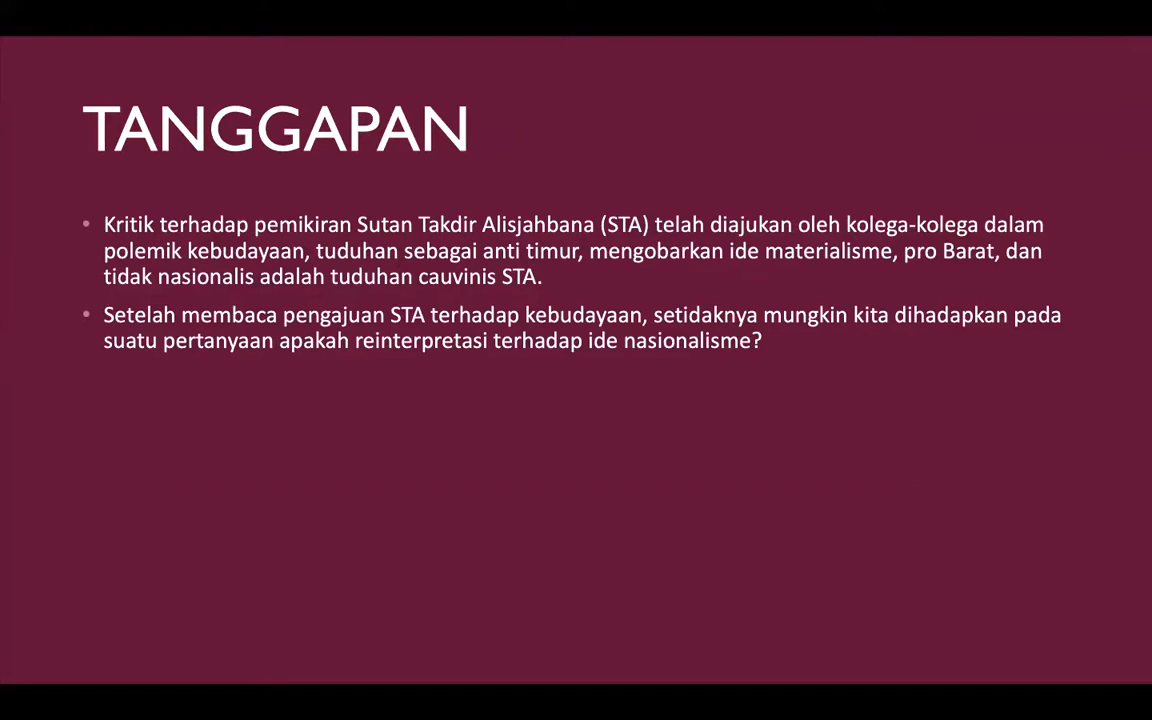 TANGGAPAN
• Kritik terhadap pemikiran Sutan Takdir Alisjahbana (STA) telah diajukan oleh kolega-kolega dalam
polemik kebudayaan, tuduhan sebagai anti timur, mengobarkan ide materialisme, pro Barat, dan
tidak nasionalis adalah tuduhan cauvinis STA.
• Setelah membaca pengajuan STA terhadap kebudayaan, setidaknya mungkin kita dihadapkan pada
suatu pertanyaan apakah reinterpretasi terhadap ide nasionalisme?